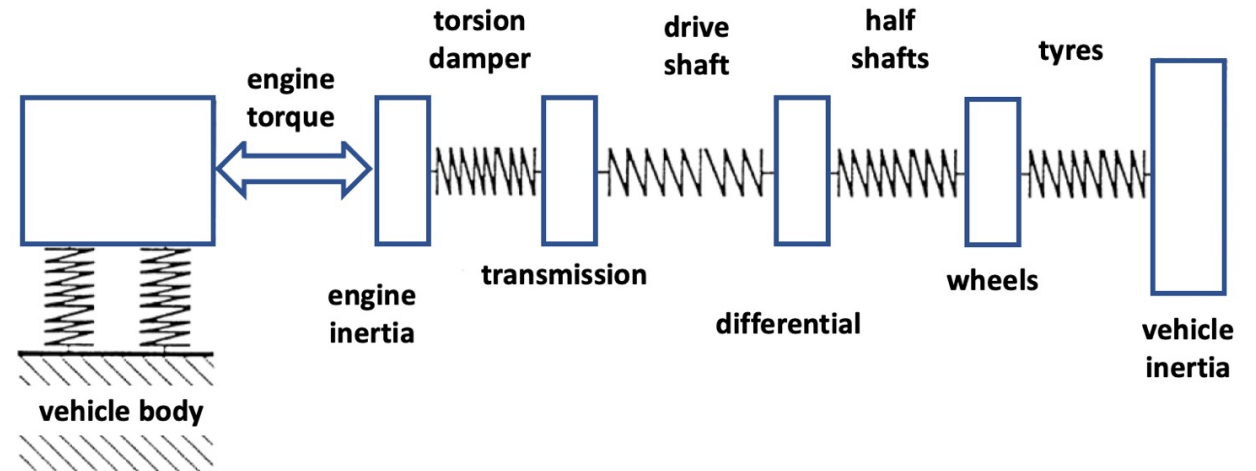 torsion
damper
drive
shaft
half
shafts
tyres
engine
torque
transmission
wheels
engine
inertia
differential
vehicle
inertia
vehicle body